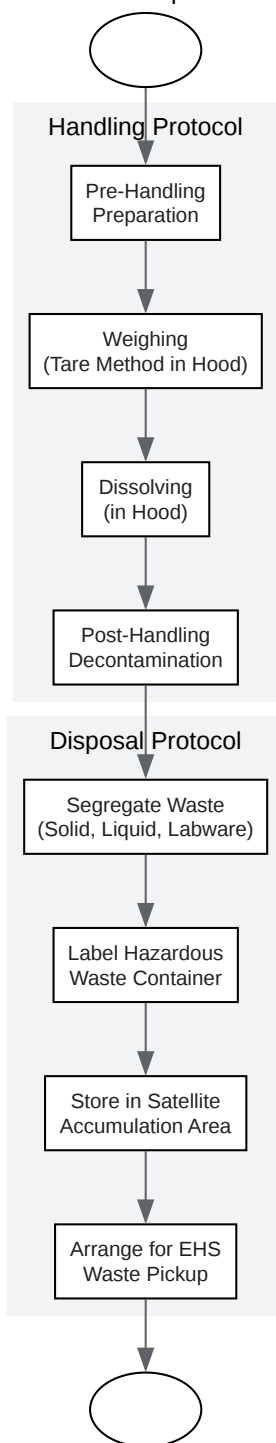 Handling Protocol
Pre-Handling
Preparation
Weighing
(Tare Method in Hood)
Dissolving
(in Hood)
Post-Handling
Decontamination
Disposal Protocol
Segregate Waste
(Solid, Liquid, Labware)
Label Hazardous
Waste Container
Store in Satellite
Accumulation Area
Arrange for EHS
Waste Pickup